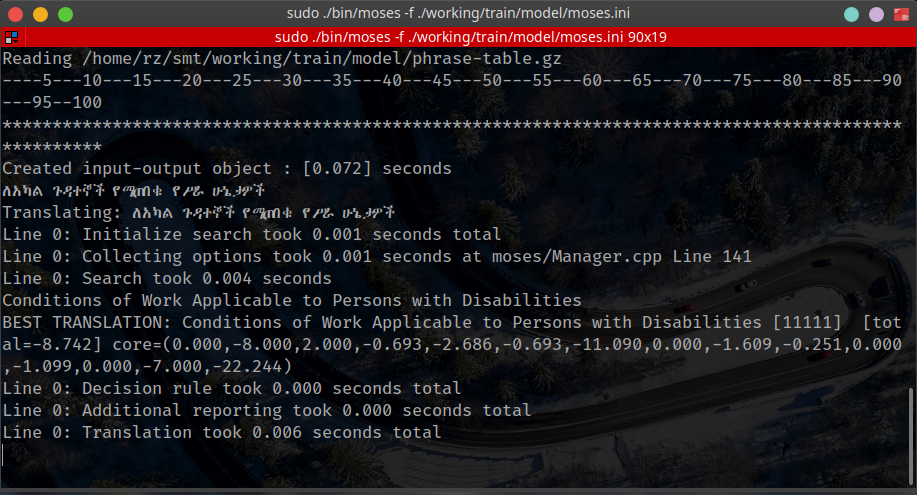 sudo ./bin/moses -f ./working/train/model/moses.ini
sudo ./bin/moses -f ./working/train/model/moses.ini 90x19
Reading /home/rz/smt/working/train/model/phrase-table.gz
----5---10---15---20---25---30---35---40---45---50---55---60---65---70---75---80---85---90
---95--100
******************************************************************************************
**********
Created input-output object : [0.072] seconds
ለአካል ጉዳተኞች የሚጠቁ የሥራ ሁኔታዎች
Translating: ለአካል ጉዳተኞች የሚጠቁ የሥራ ሁኔታዎች
Line 0: Initialize search took 0.001 seconds total
Line 0: Collecting options took 0.001 seconds at moses/Manager.cpp Line 141
Line 0: Search took 0.004 seconds
Conditions of Work Applicable to Persons with Disabilities
BEST TRANSLATION: Conditions of Work Applicable to Persons with Disabilities [11111]  [tot
al=-8.742] core=(0.000,-8.000,2.000,-0.693,-2.686,-0.693,-11.090,0.000,-1.609,-0.251,0.000
,-1.099,0.000,-7.000,-22.244)
Line 0: Decision rule took 0.000 seconds total
Line 0: Additional reporting took 0.000 seconds total
Line 0: Translation took 0.006 seconds total